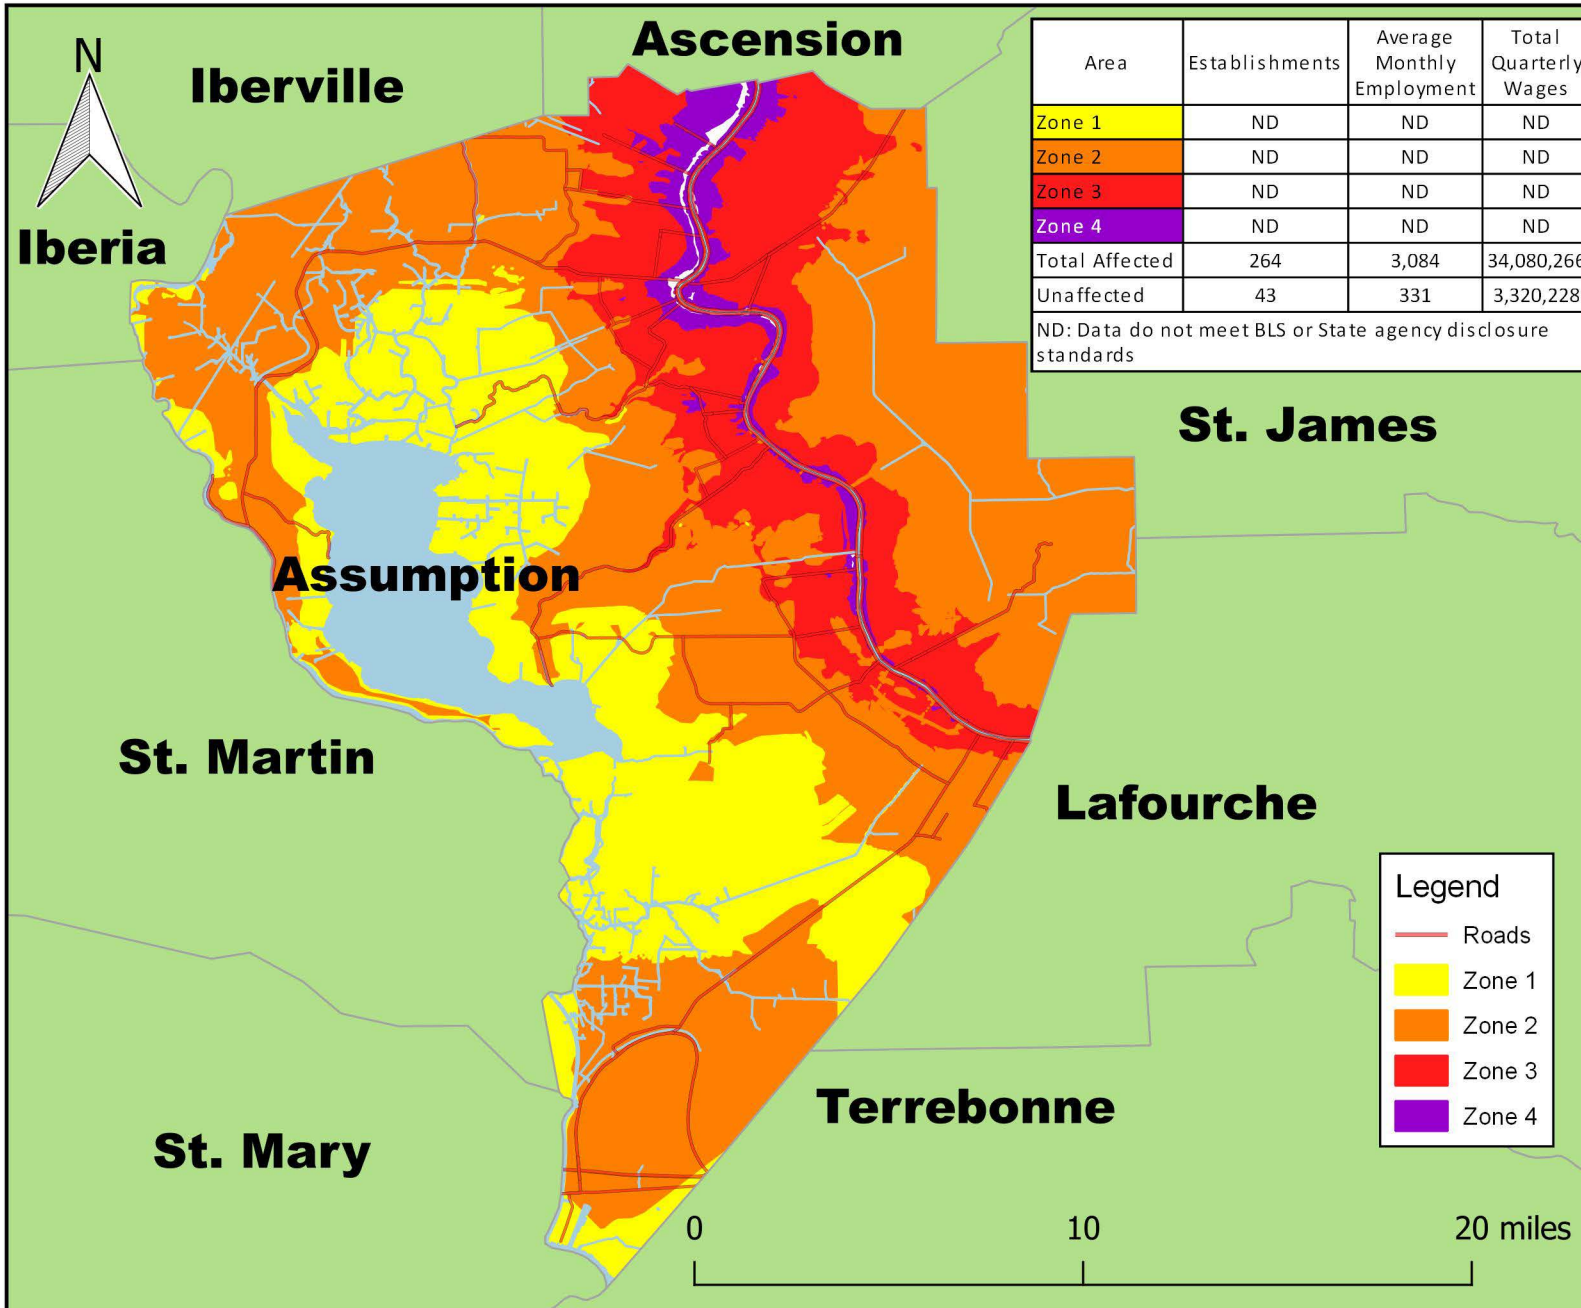 N
Ascension
Iberville
Iberia
Assumption
St. James
St. Martin
Lafourche
Terrebonne
St. Mary
Area Establishments Average Monthly Employment Total Quarterly Wages
Zone 1 ND ND ND
Zone 2 ND ND ND
Zone 3 ND ND ND
Zone 4 ND ND ND
Total Affected 264 3,084 34,080,266
Unaffected 43 331 3,320,228
ND: Data do not meet BLS or State agency disclosure
standards
Legend
Roads
Zone 1
Zone 2
Zone 3
Zone 4
0 10 20 miles